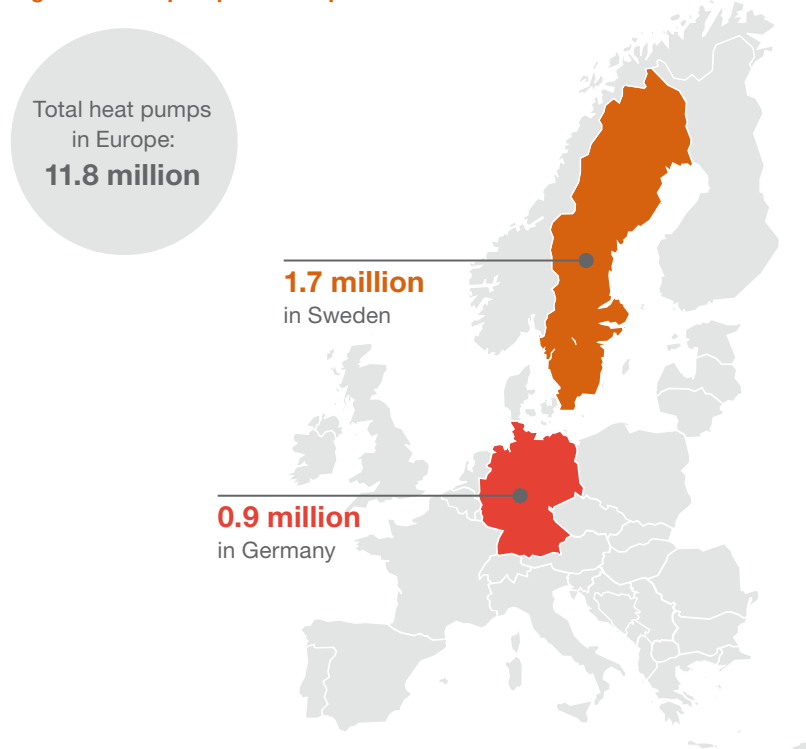 Total heat pumps
in Europe:
11.8 million
1.7 million
in Sweden
0.9 million
in Germany